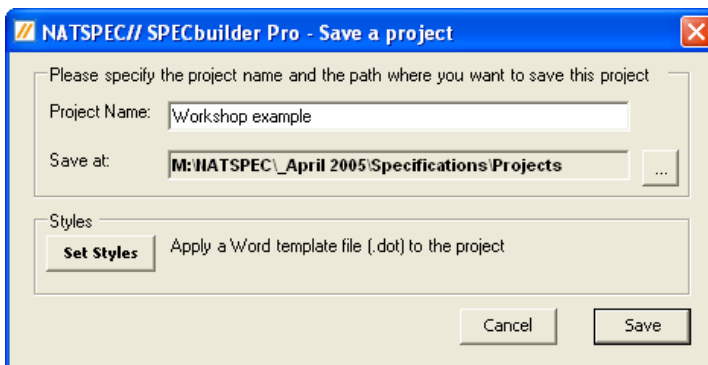 NATSPEC// SPECbuilder Pro - Save a project
Please specify the project name and the path where you want to save this project
Project Name: Workshop example
Save at: M:\NATSPEC\_April 2005\Specifications\Projects ...
Styles
Set Styles Apply a Word template file (.dot) to the project
Cancel Save